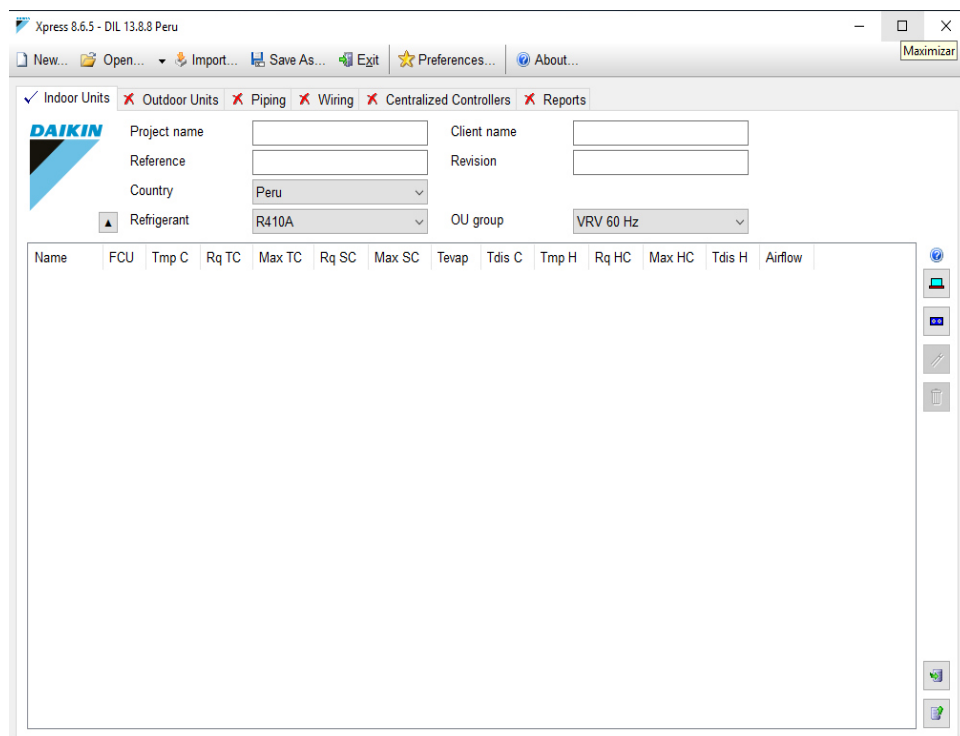 Xpress 8.6.5 - DIL 13.8.8 Peru
Maximizar
New... Open... Import... Save As... Exit Preferences... About...
Indoor Units Outdoor Units Piping Wiring Centralized Controllers Reports
DAIKIN
Project name Client name
Reference Revision
Country Peru
Refrigerant R410A OU group VRV 60 Hz
Name FCU Tmp C Rq TC Max TC Rq SC Max SC Tevap Tdis C Tmp H Rq HC Max HC Tdis H Airflow